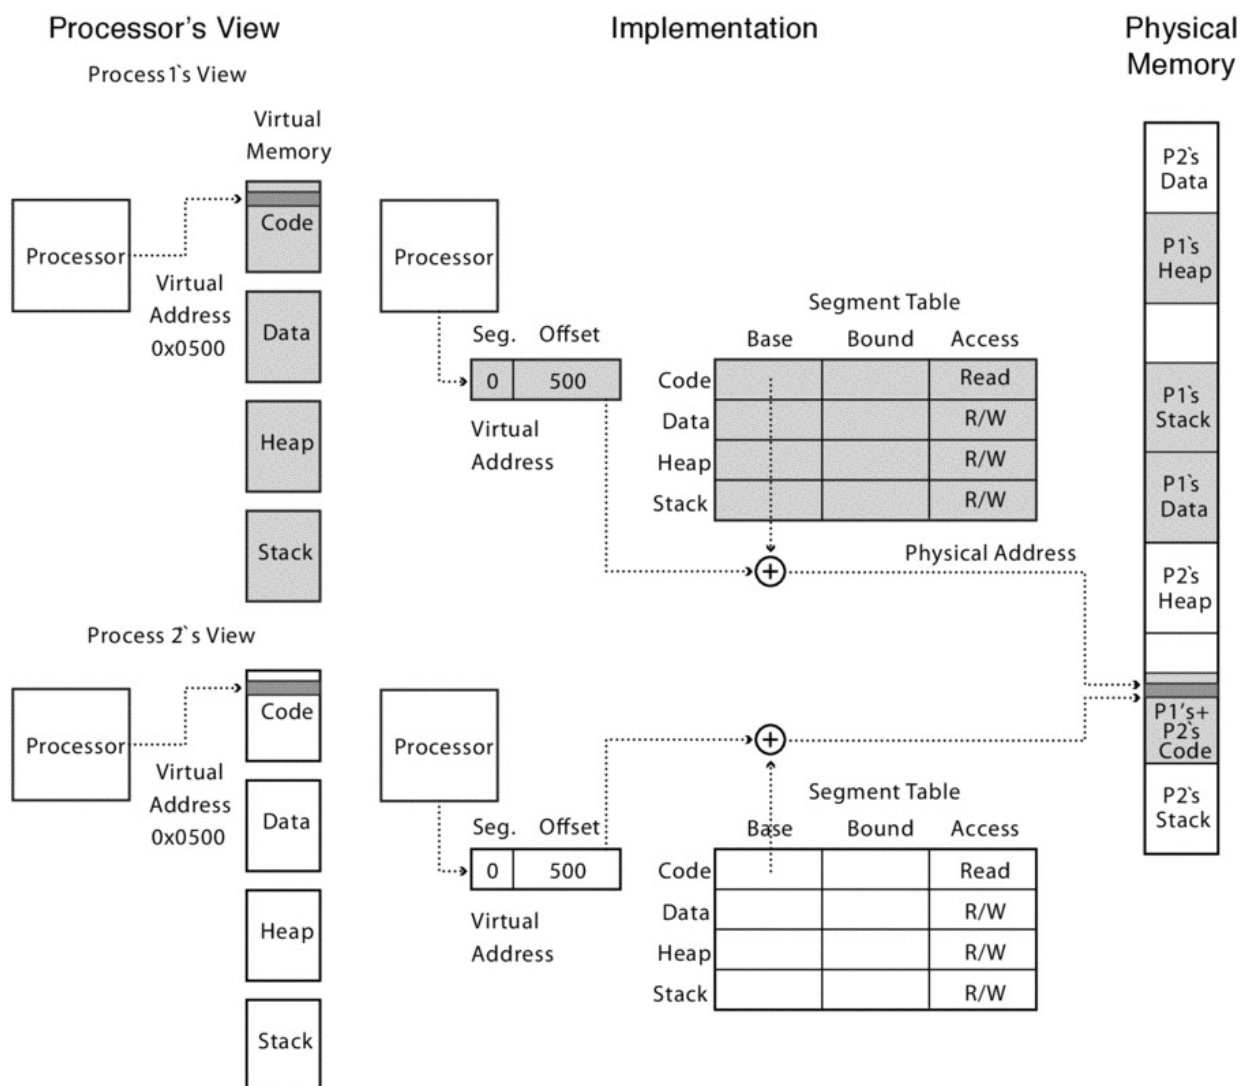 Processor's View
Implementation
Physical
Memory
Process 1`s View
Virtual
Memory
Processor
Virtual
Address
0x0500
Code
Data
Heap
Stack
Processor
Seg. Offset
0 500
Virtual
Address
Segment Table
Base Bound Access
Code Read
Data R/W
Heap R/W
Stack R/W
Physical Address
Process 2`s View
Processor
Virtual
Address
0x0500
Code
Data
Heap
Stack
Processor
Seg. Offset
0 500
Virtual
Address
Segment Table
Base Bound Access
Code Read
Data R/W
Heap R/W
Stack R/W
P2`s
Data
P1`s
Heap
P1`s
Stack
P1`s
Data
P2`s
Heap
P1's+
P2`s
Code
P2`s
Stack